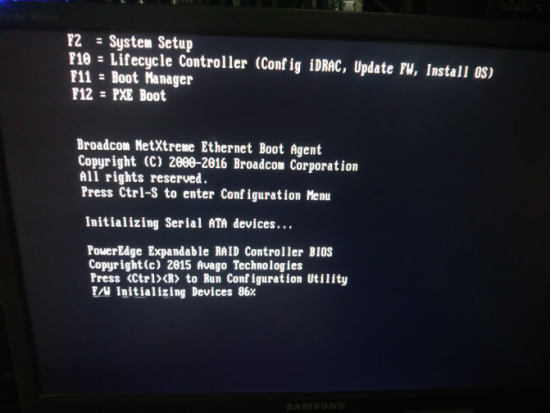 F2 = System Setup
F10 = Lifecycle Controller (Config iDRAC, Update FW, Install OS)
F11 = Boot Manager
F12 = PXE Boot
Broadcom NetXtreme Ethernet Boot Agent
Copyright (C) 2000-2016 Broadcom Corporation
All rights reserved.
Press Ctrl-S to enter Configuration Menu
Initializing Serial ATA devices...
PowerEdge Expandable RAID Controller BIOS
Copyright(c) 2015 Avago Technologies
Press <Ctrl><R> to Run Configuration Utility
F/W Initializing Devices 86%
SAMSUNG